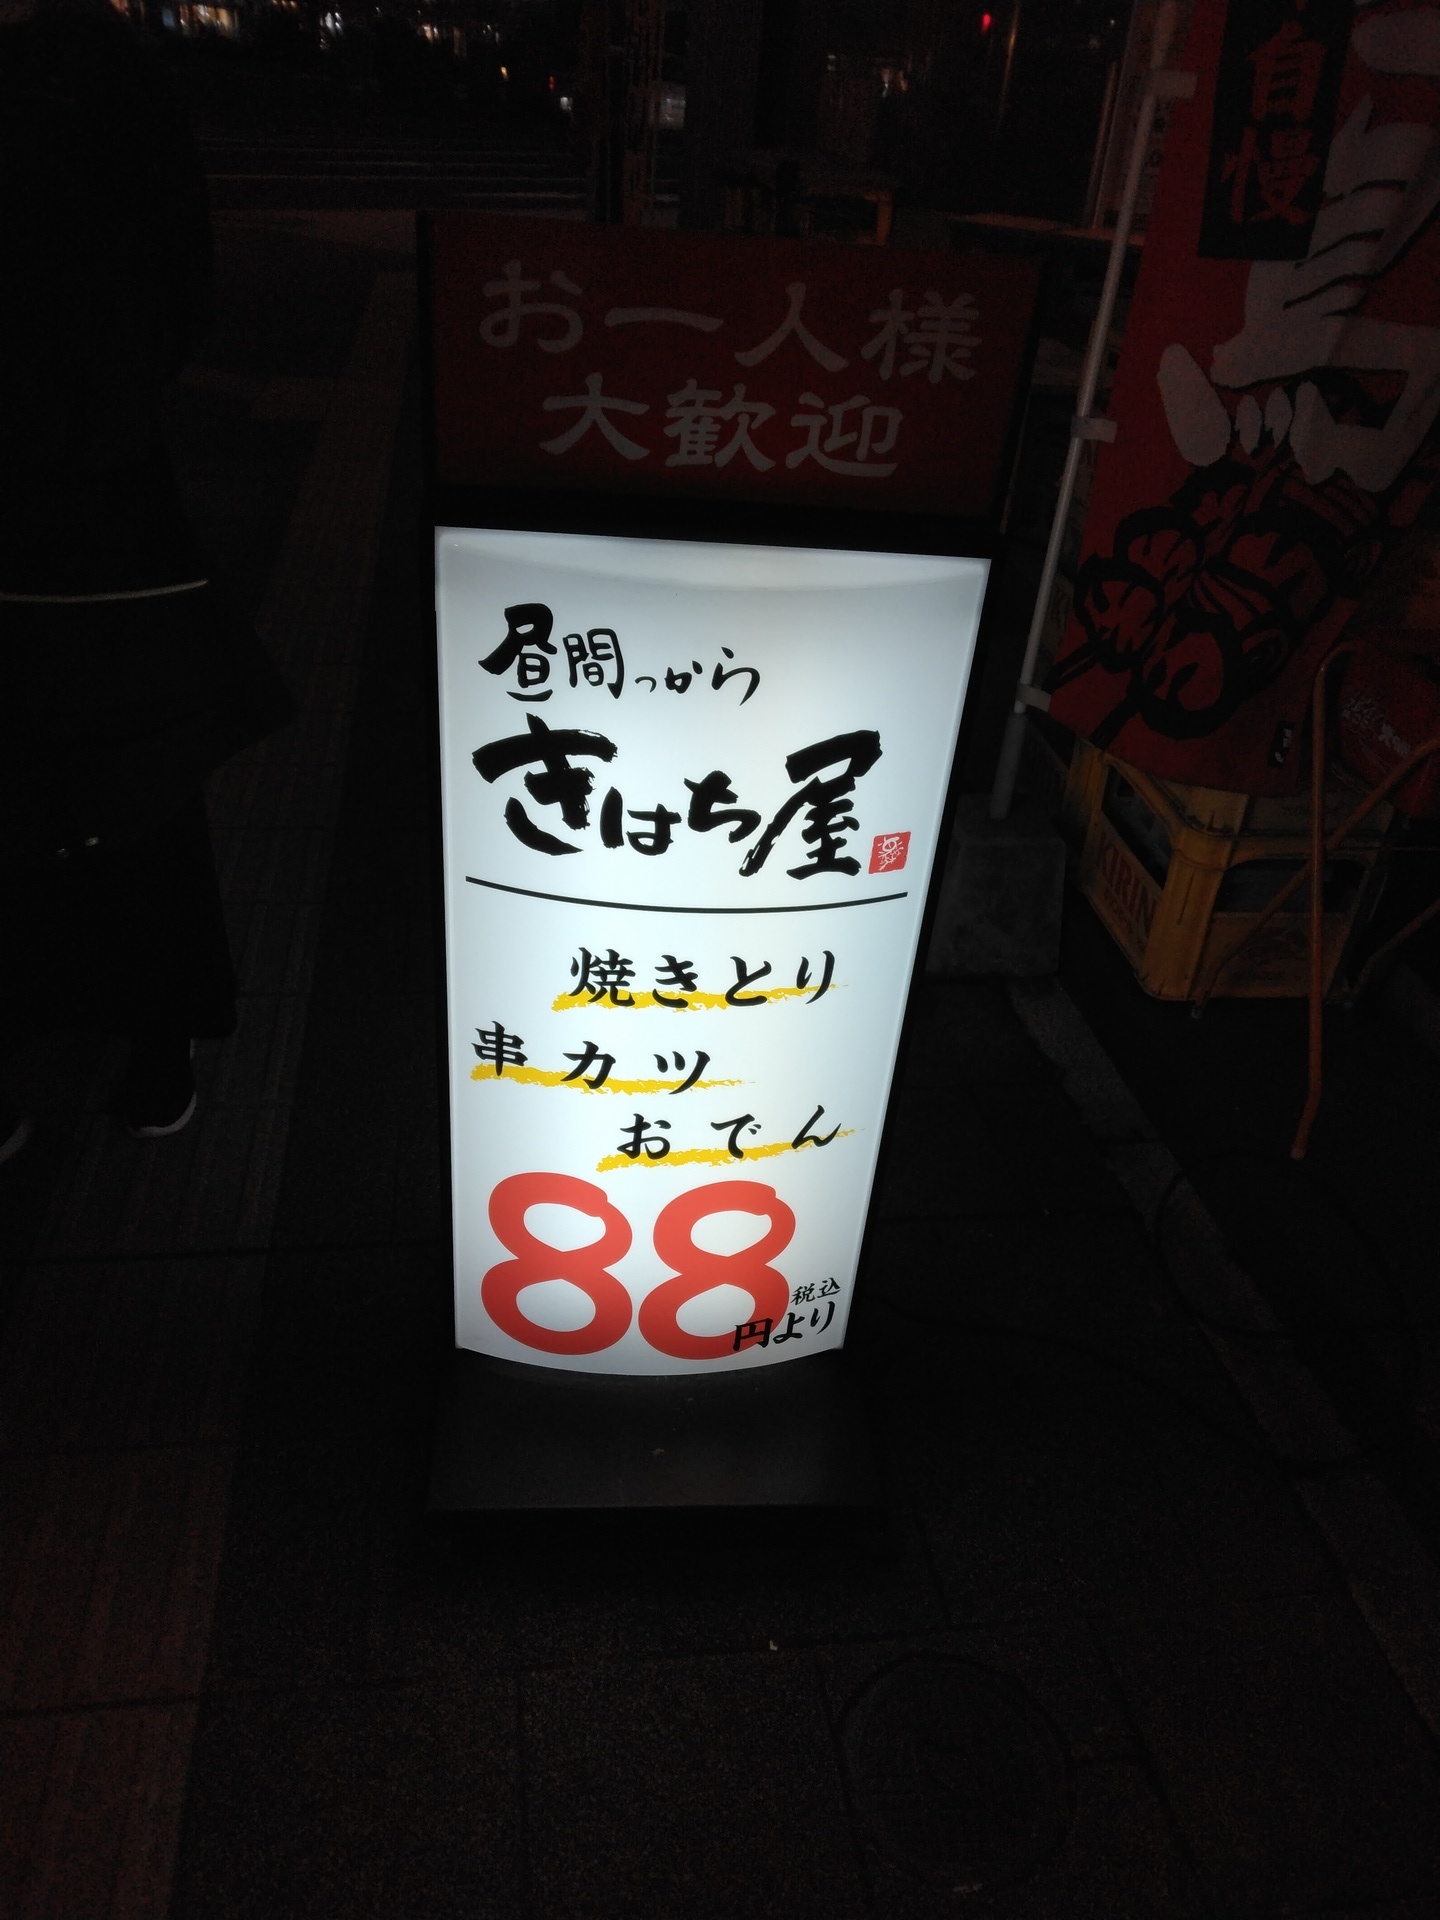 お一人様
大歓迎
昼間っから
きはち屋
焼きとり
串カツ
おでん
88
税込
円より
自慢
KIRIN